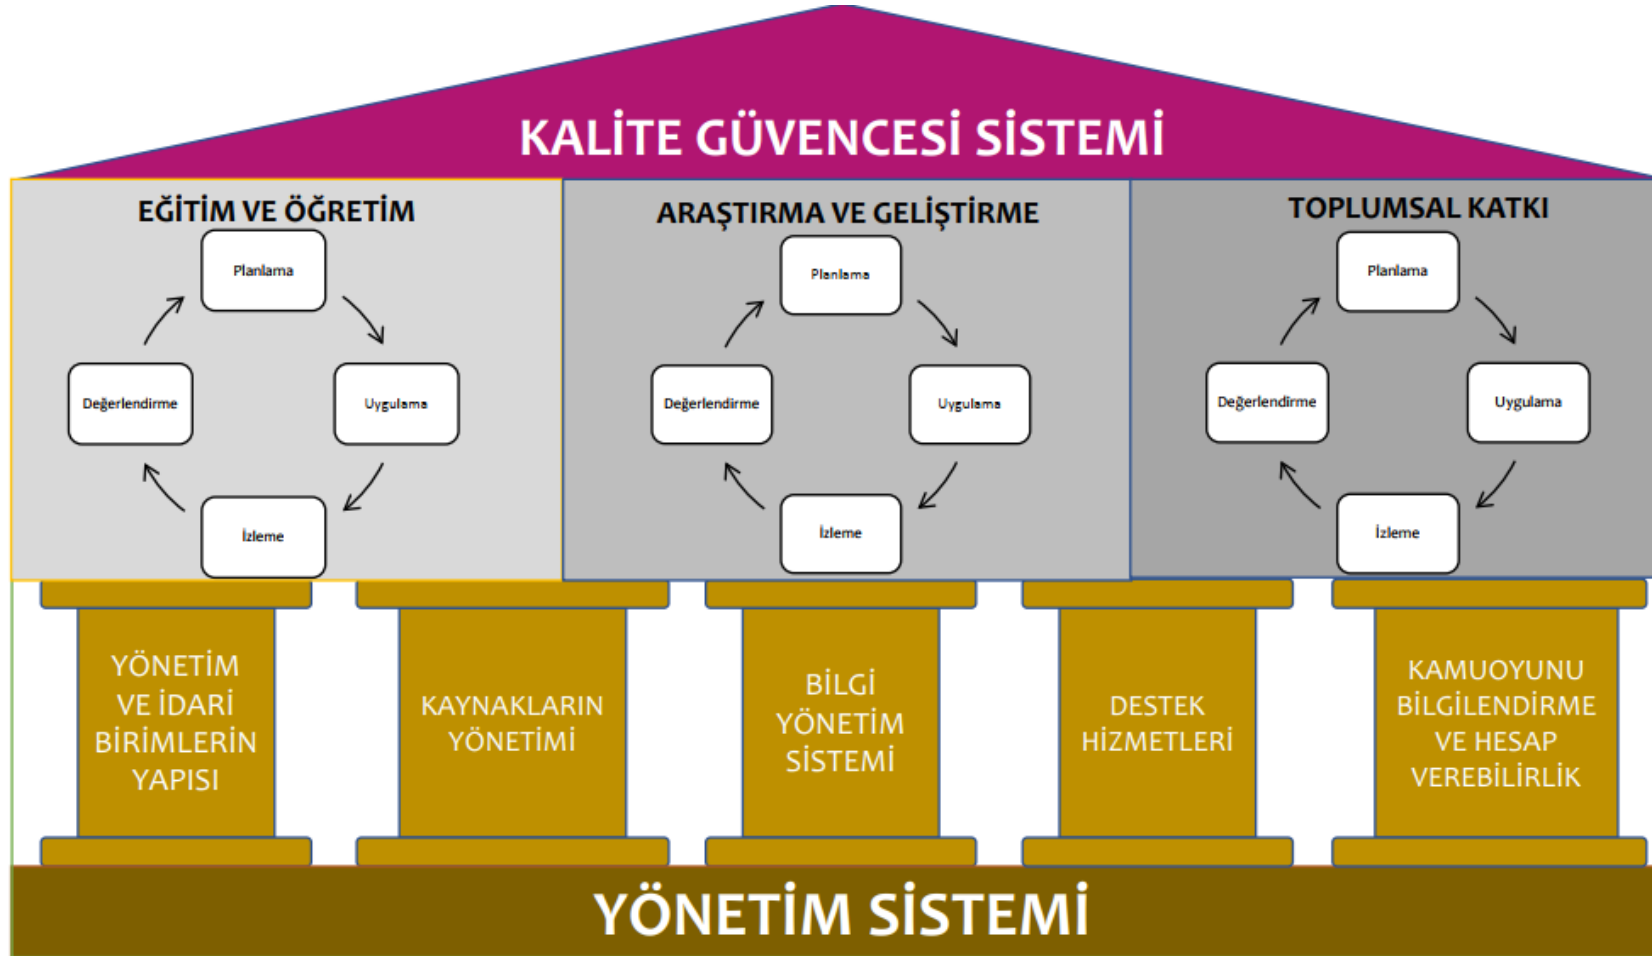 KALİTE GÜVENCESİ SİSTEMİ
EĞİTİM VE ÖĞRETİM
Planlama
Değerlendirme
Uygulama
İzleme
ARAŞTIRMA VE GELİŞTİRME
Planlama
Değerlendirme
Uygulama
İzleme
TOPLUMSAL KATKI
Planlama
Değerlendirme
Uygulama
İzleme
YÖNETİM
VE İDARİ
BİRİMLERİN
YAPISI
KAYNAKLARIN
YÖNETİMİ
BİLGİ
YÖNETİM
SİSTEMİ
DESTEK
HİZMETLERİ
KAMUOYUNU
BİLGİLENDİRME
VE HESAP
VEREBİLİRLİK
YÖNETİM SİSTEMİ